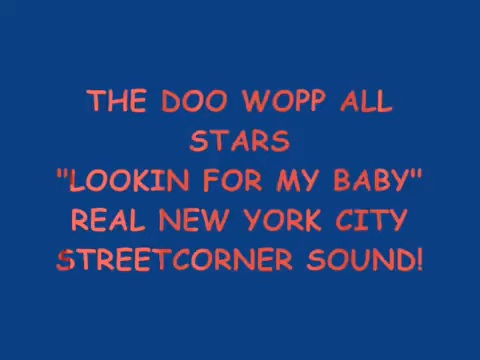 THE DOO WOPP ALL
STARS
"LOOKIN FOR MY BABY"
REAL NEW YORK CITY
STREETCORNER SOUND!